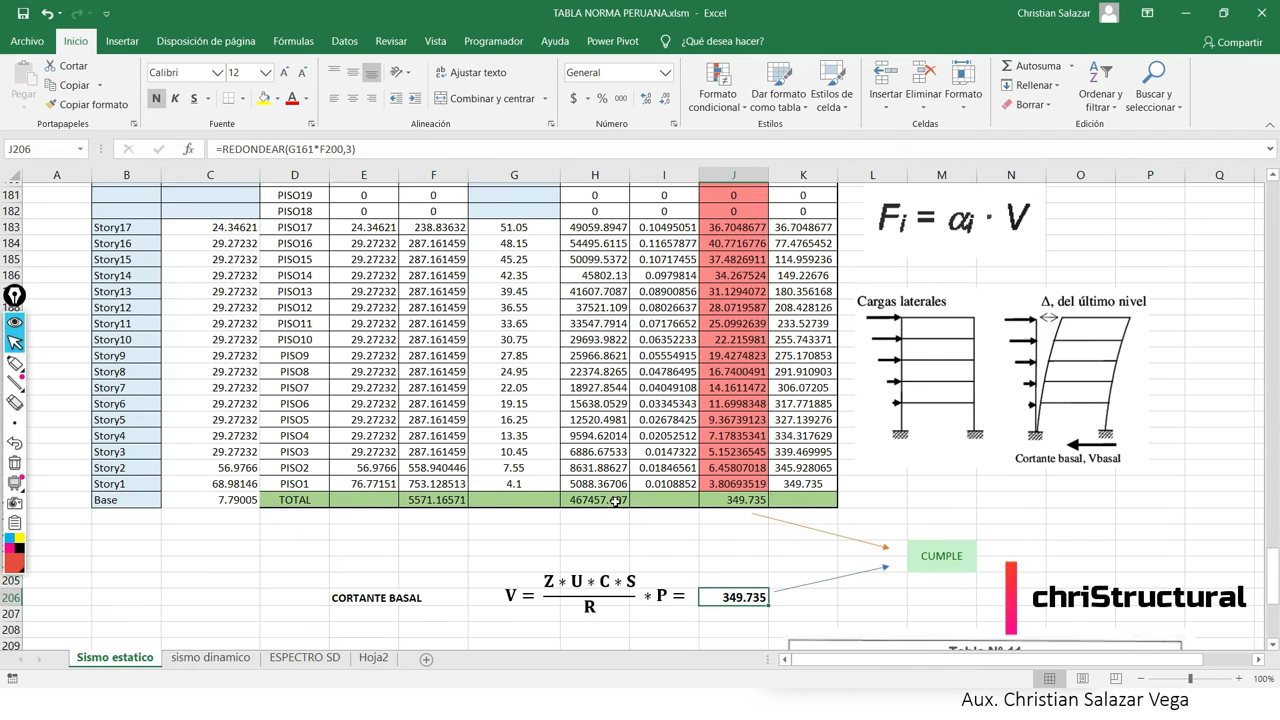 TABLA NORMA PERUANA.xlsm – Excel
Christian Salazar
Archivo Inicio Insertar Disposición de página Fórmulas Datos Revisar Vista Programador Ayuda Power Pivot ¿Qué desea hacer? Compartir
Pegar
Cortar
Copiar
Copiar formato
Portapapeles
Calibri 12
N K S
Fuente
Ajustar texto
Combinar y centrar
Alineación
General
$ % 000
Número
Formato condicional
Dar formato como tabla
Estilos de celda
Estilos
Insertar Eliminar Formato
Celdas
Autosuma
Rellenar
Borrar
Ordenar y filtrar
Buscar y seleccionar
Edición
J206 fx =REDONDEAR(G161*F200,3)
A B C D E F G H I J K L M N O P Q
181 PISO19 0 0 0 0 0 0
182 PISO18 0 0 0 0 0 0
183 Story17 24.34621 PISO17 24.34621 238.83632 51.05 49059.8947 0.10495051 36.7048677 36.7048677
184 Story16 29.27232 PISO16 29.27232 287.161459 48.15 54495.6115 0.11657877 40.7716776 77.4765452
185 Story15 29.27232 PISO15 29.27232 287.161459 45.25 50099.5372 0.10717455 37.4826911 114.959236
186 Story14 29.27232 PISO14 29.27232 287.161459 42.35 45802.13 0.0979814 34.267524 149.22676
187 Story13 29.27232 PISO13 29.27232 287.161459 39.45 41607.7087 0.08900856 31.1294072 180.356168
188 Story12 29.27232 PISO12 29.27232 287.161459 36.55 37521.109 0.08026637 28.0719587 208.428126
Story11 29.27232 PISO11 29.27232 287.161459 33.65 33547.7914 0.07176652 25.0992639 233.52739
Story10 29.27232 PISO10 29.27232 287.161459 30.75 29693.9822 0.06352233 22.215981 255.743371
Story9 29.27232 PISO9 29.27232 287.161459 27.85 25966.8621 0.05554915 19.4274823 275.170853
Story8 29.27232 PISO8 29.27232 287.161459 24.95 22374.8265 0.04786495 16.7400491 291.910903
Story7 29.27232 PISO7 29.27232 287.161459 22.05 18927.8544 0.04049108 14.1611472 306.07205
Story6 29.27232 PISO6 29.27232 287.161459 19.15 15638.0529 0.03345343 11.6998348 317.771885
Story5 29.27232 PISO5 29.27232 287.161459 16.25 12520.4981 0.02678425 9.36739123 327.139276
Story4 29.27232 PISO4 29.27232 287.161459 13.35 9594.62014 0.02052512 7.17835341 334.317629
Story3 29.27232 PISO3 29.27232 287.161459 10.45 6886.67533 0.0147322 5.15236545 339.469995
Story2 56.9766 PISO2 56.9766 558.940446 7.55 8631.88627 0.01846561 6.45807018 345.928065
Story1 68.98146 PISO1 76.77151 753.128513 4.1 5088.36706 0.0108852 3.80693519 349.735
Base 7.79005 TOTAL 5571.16571 349.735
Fi = αi · V
Cargas laterales
Δ, del último nivel
Cortante basal, Vbasal
CUMPLE
205
206 CORTANTE BASAL V = Z * U * C * S / R * P = 349.735
207
208
209
chriStructural
Sismo estatico sismo dinamico ESPECTRO SD Hoja2
100%
Aux. Christian Salazar Vega